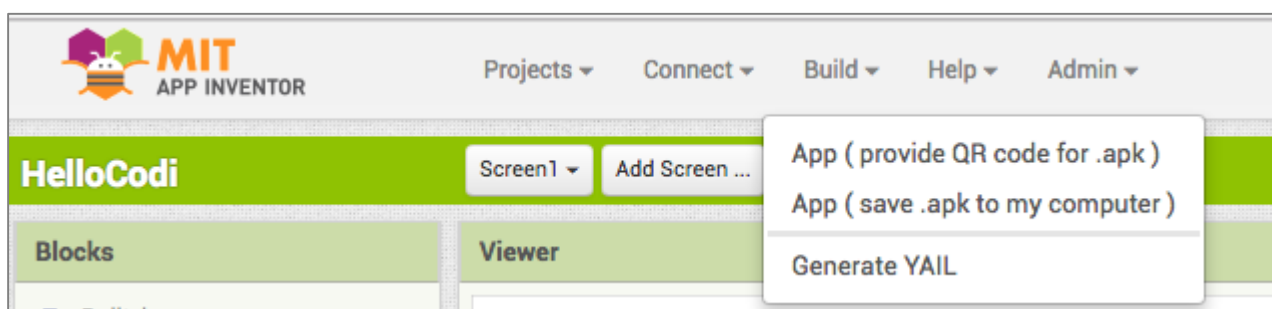 MIT
APP INVENTOR
Projects Connect Build Help Admin
HelloCodi
Screen1 Add Screen ...
App ( provide QR code for .apk )
App ( save .apk to my computer )
Generate YAIL
Blocks
Viewer